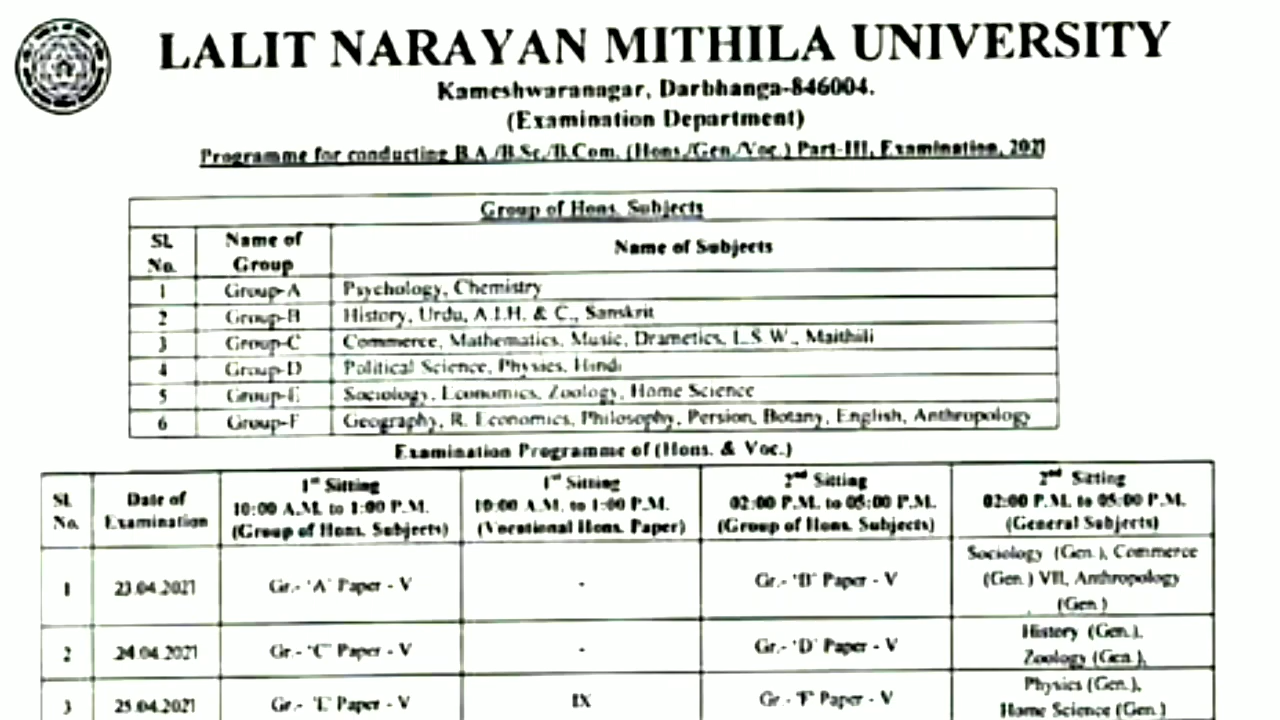 LALIT NARAYAN MITHILA UNIVERSITY
Kameshwaranagar, Darbhanga-846004.
(Examination Department)
Programme for conducting B.A./B.Sc./B.Com. (Hons./Gen./Voc.) Part-III, Examination, 2021
Group of Hons. Subjects
SL No. Name of Group Name of Subjects
1 Group-A Psychology, Chemistry
2 Group-B History, Urdu, A.I.H. & C., Sanskrit
3 Group-C Commerce, Mathematics, Music, Drametics, L.S.W., Maithili
4 Group-D Political Science, Physics, Hindi
5 Group-E Sociology, Economics, Zoology, Home Science
6 Group-F Geography, R. Economics, Philosophy, Persion, Botany, English, Anthropology
Examination Programme of (Hons. & Voc.)
SL No. Date of Examination 1st Sitting 10:00 A.M. to 1:00 P.M. (Group of Hons. Subjects) 1st Sitting 10:00 A.M. to 1:00 P.M. (Vocational Hons. Paper) 2nd Sitting 02:00 P.M. to 05:00 P.M. (Group of Hons. Subjects) 2nd Sitting 02:00 P.M. to 05:00 P.M. (General Subjects)
1 23.04.2021 Gr.- 'A' Paper - V - Gr.- 'B' Paper - V Sociology (Gen.), Commerce (Gen.) VII, Anthropology (Gen.)
2 24.04.2021 Gr.- 'C' Paper - V - Gr.- 'D' Paper - V History (Gen.), Zoology (Gen.),
3 25.04.2021 Gr.- 'E' Paper - V IX Gr.- 'F' Paper - V Physics (Gen.), Home Science (Gen.)